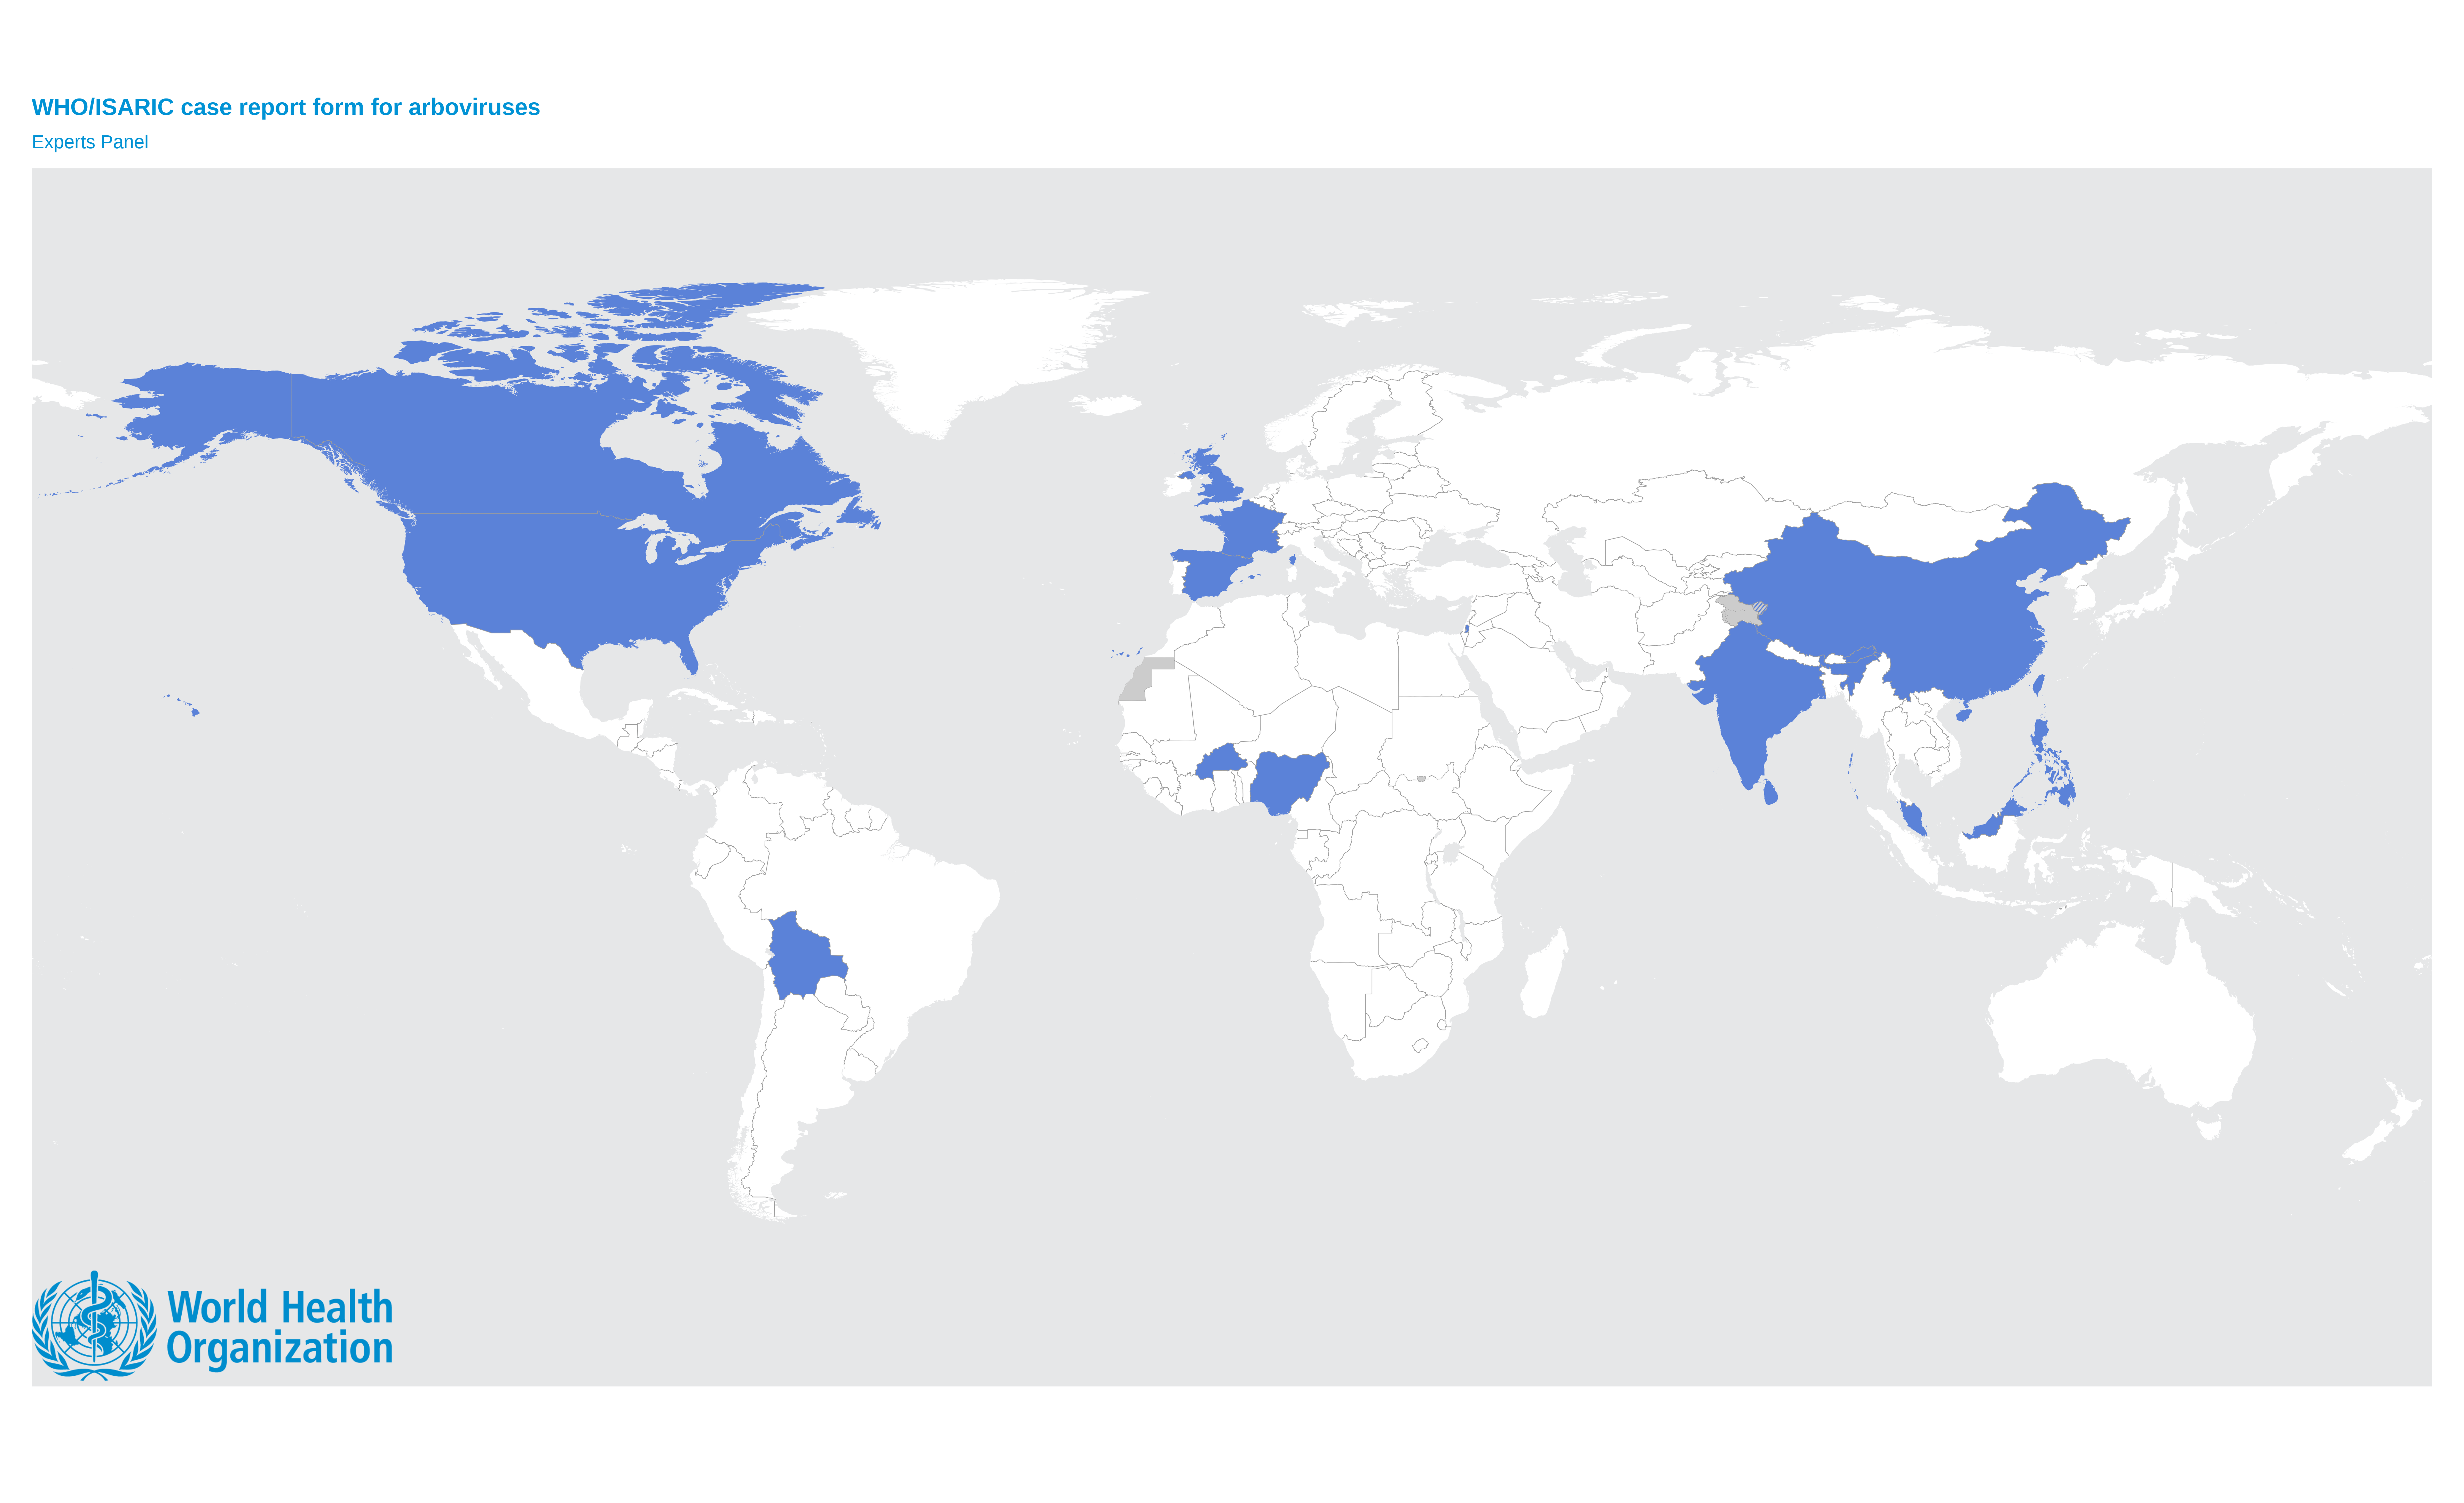 WHO/ISARIC case report form for arboviruses
Experts Panel
World Health
Organization